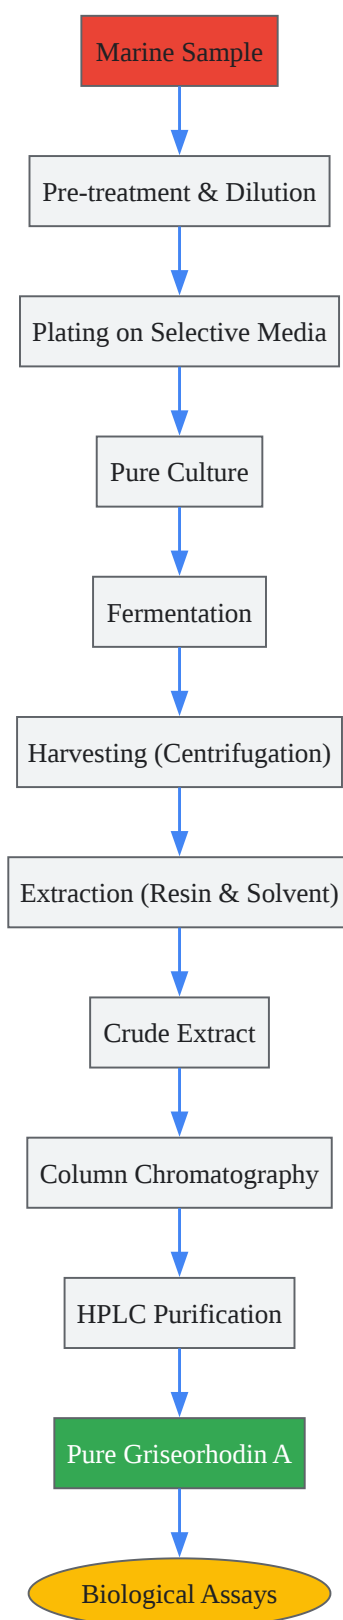 Marine Sample
Pre-treatment & Dilution
Plating on Selective Media
Pure Culture
Fermentation
Harvesting (Centrifugation)
Extraction (Resin & Solvent)
Crude Extract
Column Chromatography
HPLC Purification
Pure Griseorhodin A
Biological Assays